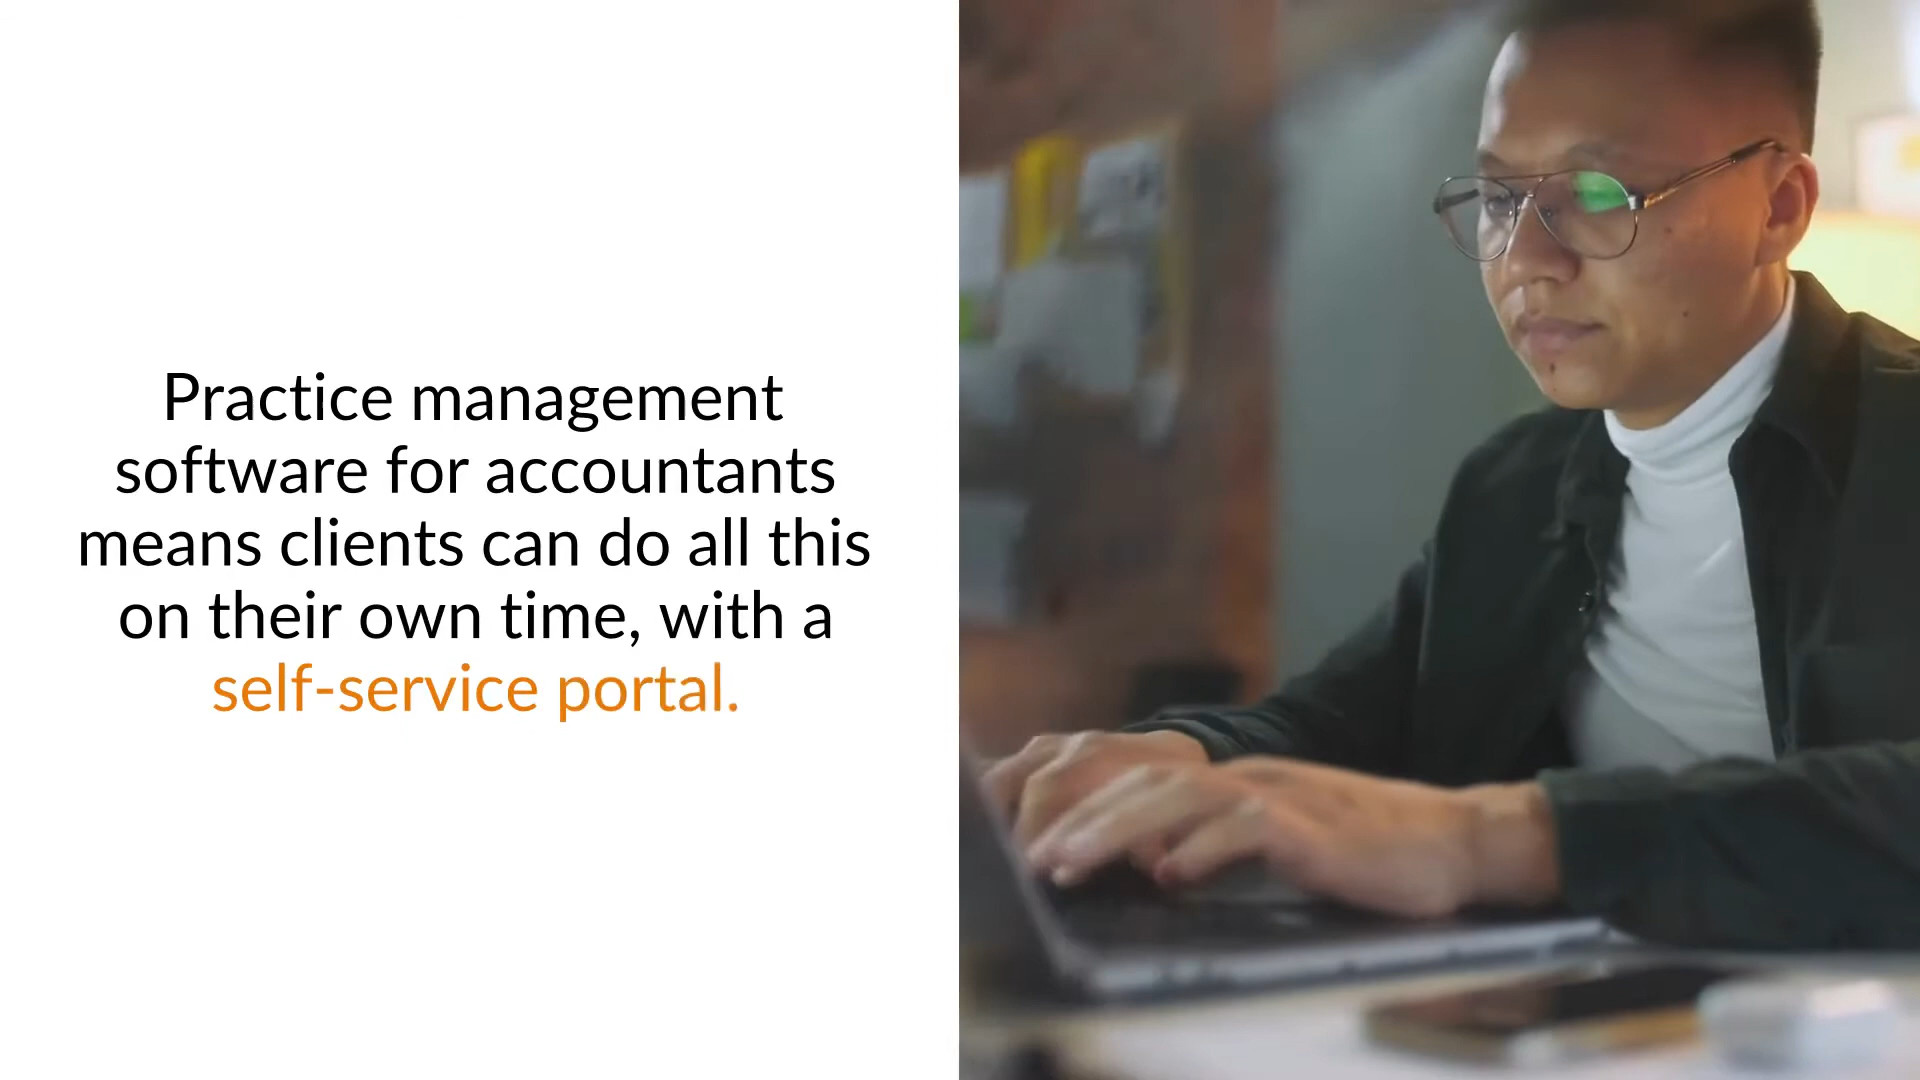 Practice management
software for accountants
means clients can do all this
on their own time, with a
self-service portal.